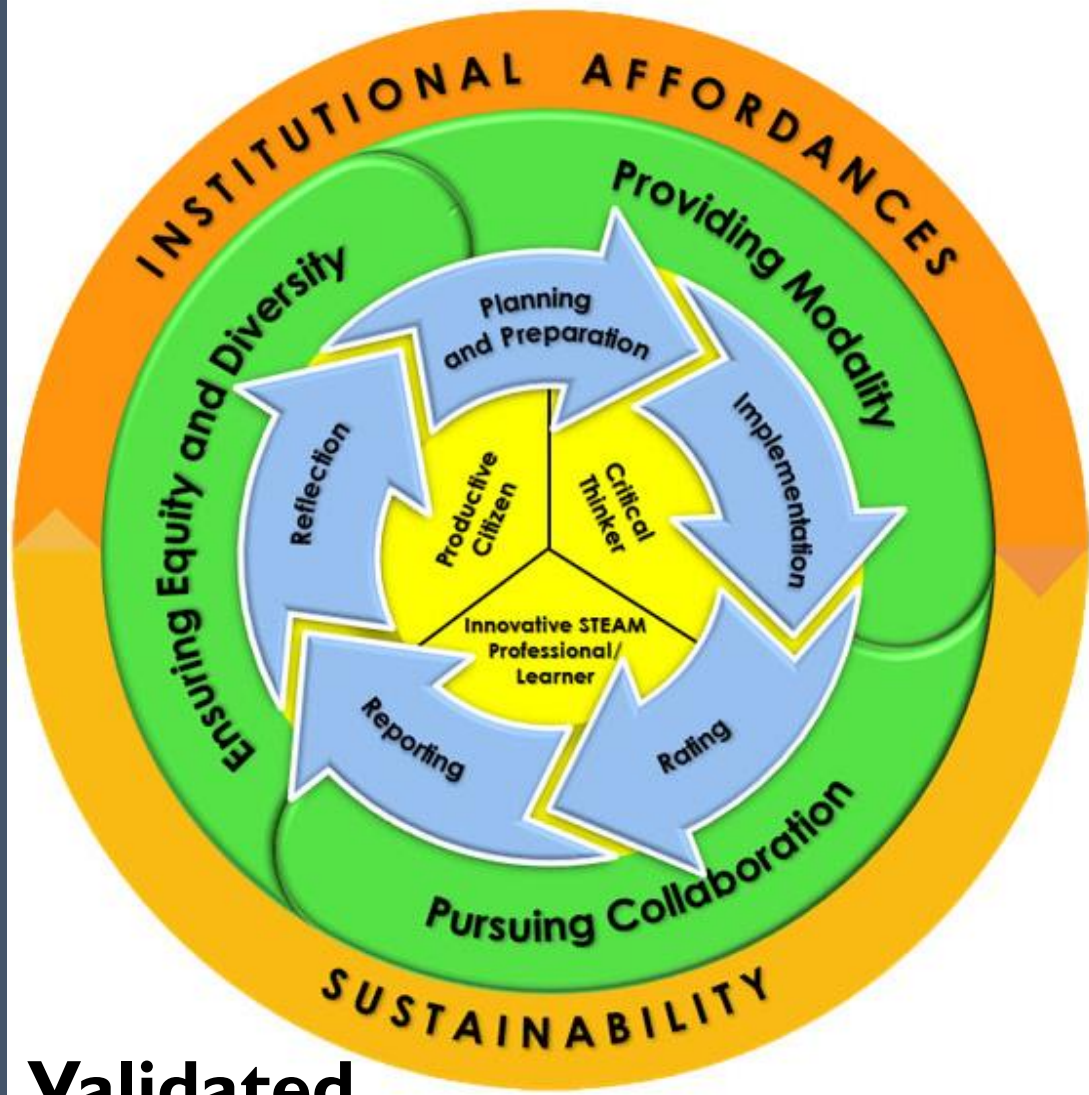 INSTITUTIONAL AFFORDANCES
Providing Modality
Ensuring Equity and Diversity
Planning
and Preparation
Implementation
Reflection
Productive
Citizen
Critical
Thinker
Innovative STEAM
Professional/
Learner
Reporting
Rating
Pursuing Collaboration
SUSTAINABILITY
Validated